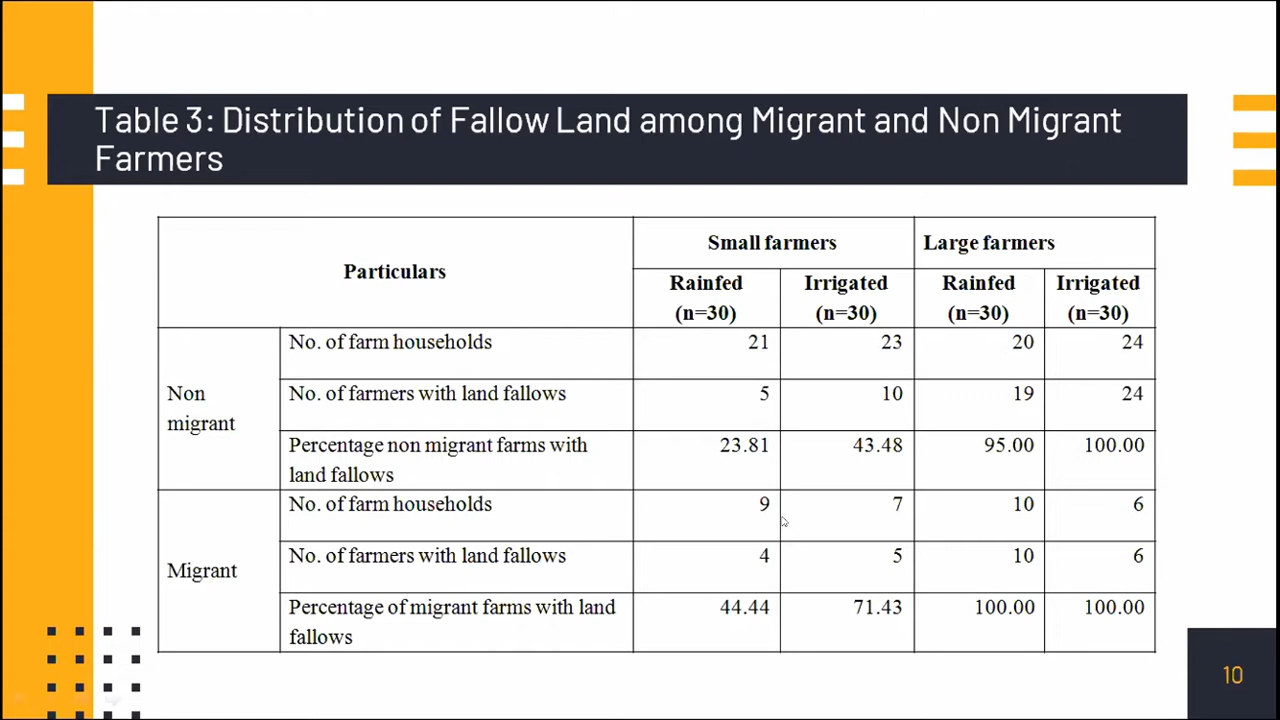 Table 3: Distribution of Fallow Land among Migrant and Non Migrant
Farmers
Particulars
Small farmers
Large farmers
Rainfed
(n=30)
Irrigated
(n=30)
Rainfed
(n=30)
Irrigated
(n=30)
Non
migrant
No. of farm households
21
23
20
24
No. of farmers with land fallows
5
10
19
24
Percentage non migrant farms with
land fallows
23.81
43.48
95.00
100.00
Migrant
No. of farm households
9
7
10
6
No. of farmers with land fallows
4
5
10
6
Percentage of migrant farms with land
fallows
44.44
71.43
100.00
100.00
10